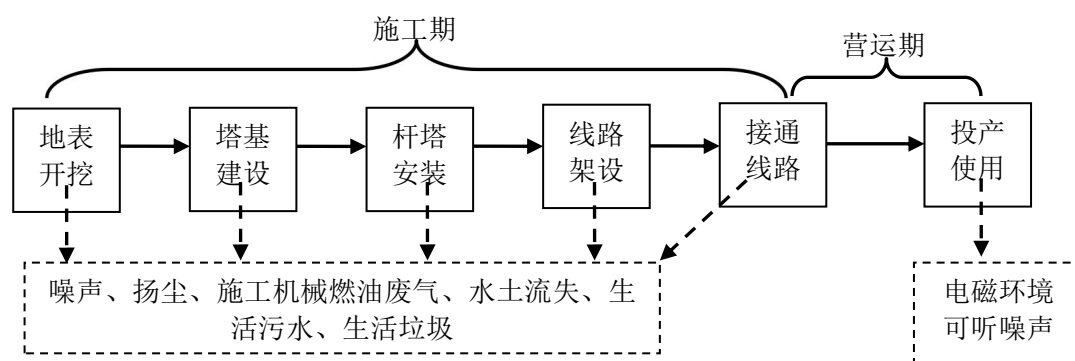 施工期
营运期
地表
开挖
塔基
建设
杆塔
安装
线路
架设
接通
线路
投产
使用
噪声、扬尘、施工机械燃油废气、水土流失、生
活污水、生活垃圾
电磁环境
可听噪声